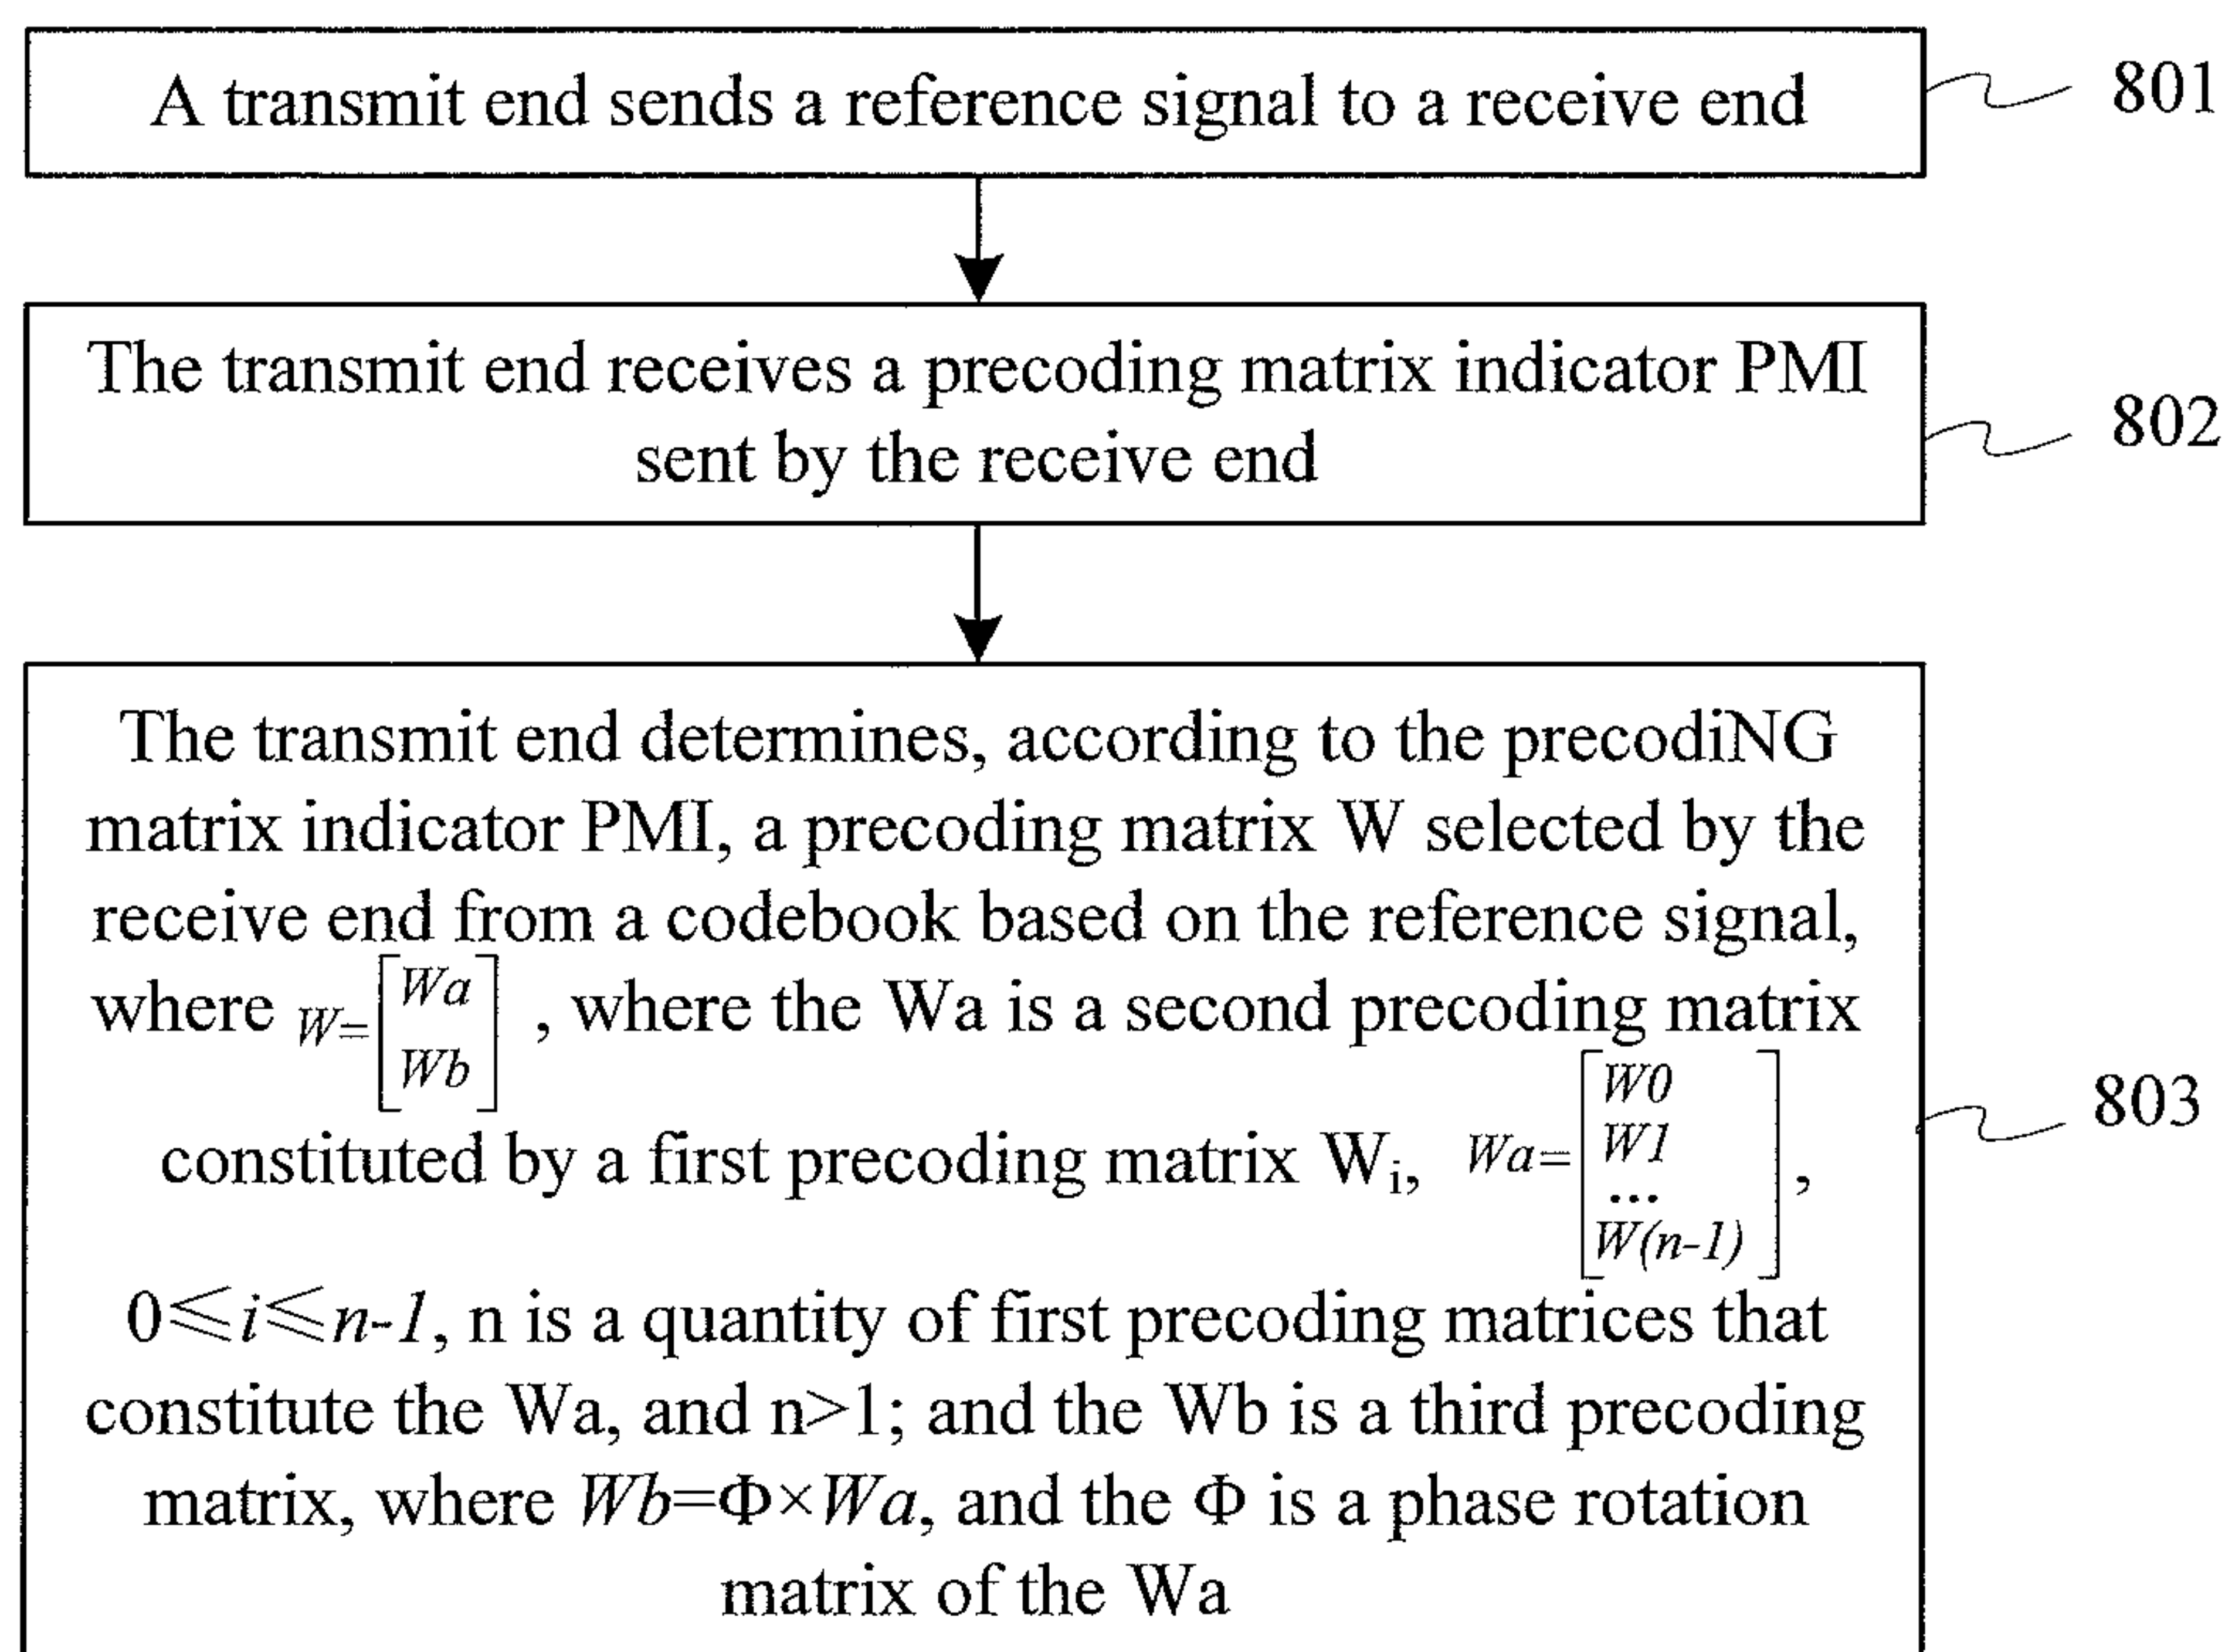 A transmit end sends a reference signal to a receive end
801
The transmit end receives a precoding matrix indicator PMI
sent by the receive end
802
The transmit end determines, according to the precodiNG
matrix indicator PMI, a precoding matrix W selected by the
receive end from a codebook based on the reference signal,
where W=[Wa Wb], where the Wa is a second precoding matrix
constituted by a first precoding matrix Wi, Wa=[W0 W1 ... W(n-1)],
803
0≤i≤n-1, n is a quantity of first precoding matrices that
constitute the Wa, and n>1; and the Wb is a third precoding
matrix, where Wb=Φ×Wa, and the Φ is a phase rotation
matrix of the Wa